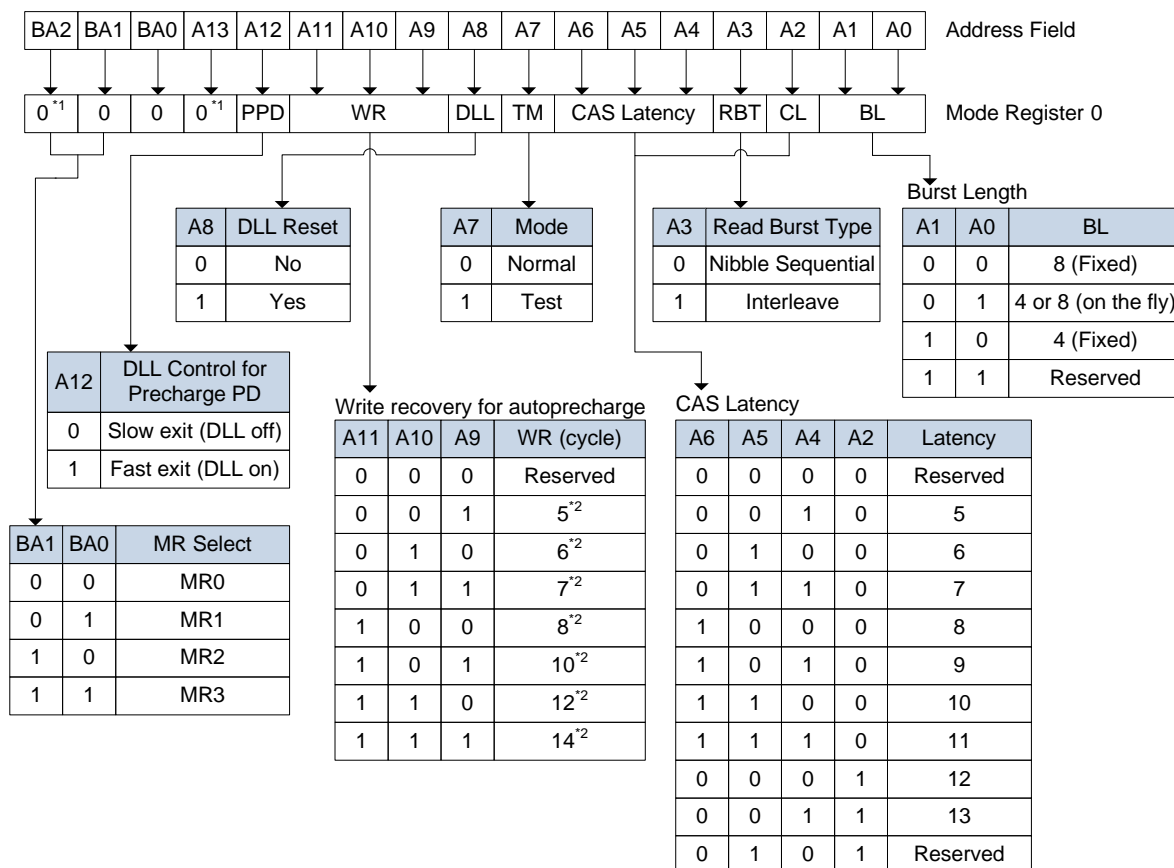 BA2 BA1 BA0 A13 A12 A11 A10 A9 A8 A7 A6 A5 A4 A3 A2 A1 A0 Address Field
0*1 0 0 0*1 PPD WR DLL TM CAS Latency RBT CL BL Mode Register 0
A8 DLL Reset
0 No
1 Yes
A7 Mode
0 Normal
1 Test
A3 Read Burst Type
0 Nibble Sequential
1 Interleave
Burst Length
A1 A0 BL
0 0 8 (Fixed)
0 1 4 or 8 (on the fly)
1 0 4 (Fixed)
1 1 Reserved
A12 DLL Control for
Precharge PD
0 Slow exit (DLL off)
1 Fast exit (DLL on)
BA1 BA0 MR Select
0 0 MR0
0 1 MR1
1 0 MR2
1 1 MR3
Write recovery for autoprecharge
A11 A10 A9 WR (cycle)
0 0 0 Reserved
0 0 1 5*2
0 1 0 6*2
0 1 1 7*2
1 0 0 8*2
1 0 1 10*2
1 1 0 12*2
1 1 1 14*2
CAS Latency
A6 A5 A4 A2 Latency
0 0 0 0 Reserved
0 0 1 0 5
0 1 0 0 6
0 1 1 0 7
1 0 0 0 8
1 0 1 0 9
1 1 0 0 10
1 1 1 0 11
0 0 0 1 12
0 0 1 1 13
0 1 0 1 Reserved